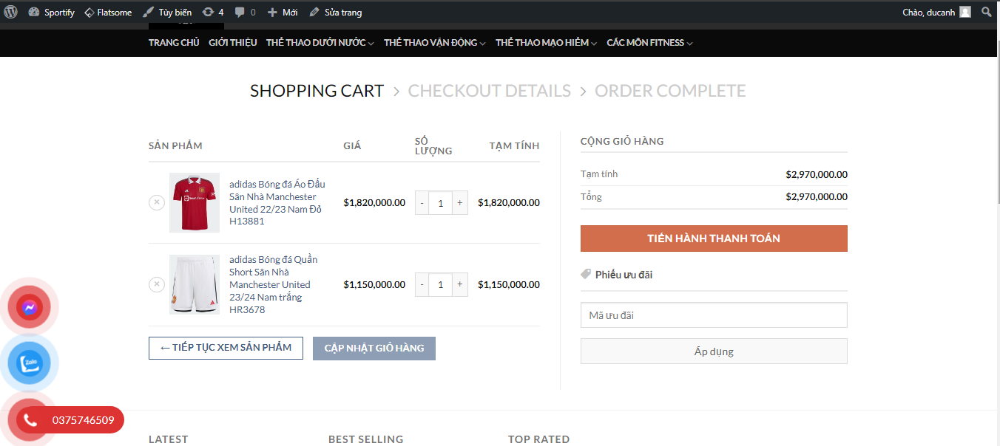 Sportify Flatsome Tùy biến 4 0 Mới Sửa trang Chào, ducanh
TRANG CHỦ GIỚI THIỆU THỂ THAO DƯỚI NƯỚC THỂ THAO VẬN ĐỘNG THỂ THAO MẠO HIỂM CÁC MÔN FITNESS
SHOPPING CART > CHECKOUT DETAILS > ORDER COMPLETE
SẢN PHẨM GIÁ SỐ LƯỢNG TẠM TÍNH
× adidas Bóng đá Áo Đấu
Sân Nhà Manchester
United 22/23 Nam Đỏ
H13881
$1,820,000.00 - 1 + $1,820,000.00
× adidas Bóng đá Quần
Short Sân Nhà
Manchester United
23/24 Nam trắng
HR3678
$1,150,000.00 - 1 + $1,150,000.00
← TIẾP TỤC XEM SẢN PHẨM CẬP NHẬT GIỎ HÀNG
CỘNG GIỎ HÀNG
Tạm tính $2,970,000.00
Tổng $2,970,000.00
TIẾN HÀNH THANH TOÁN
Phiếu ưu đãi
Mã ưu đãi
Áp dụng
Zalo
0375746509
LATEST BEST SELLING TOP RATED